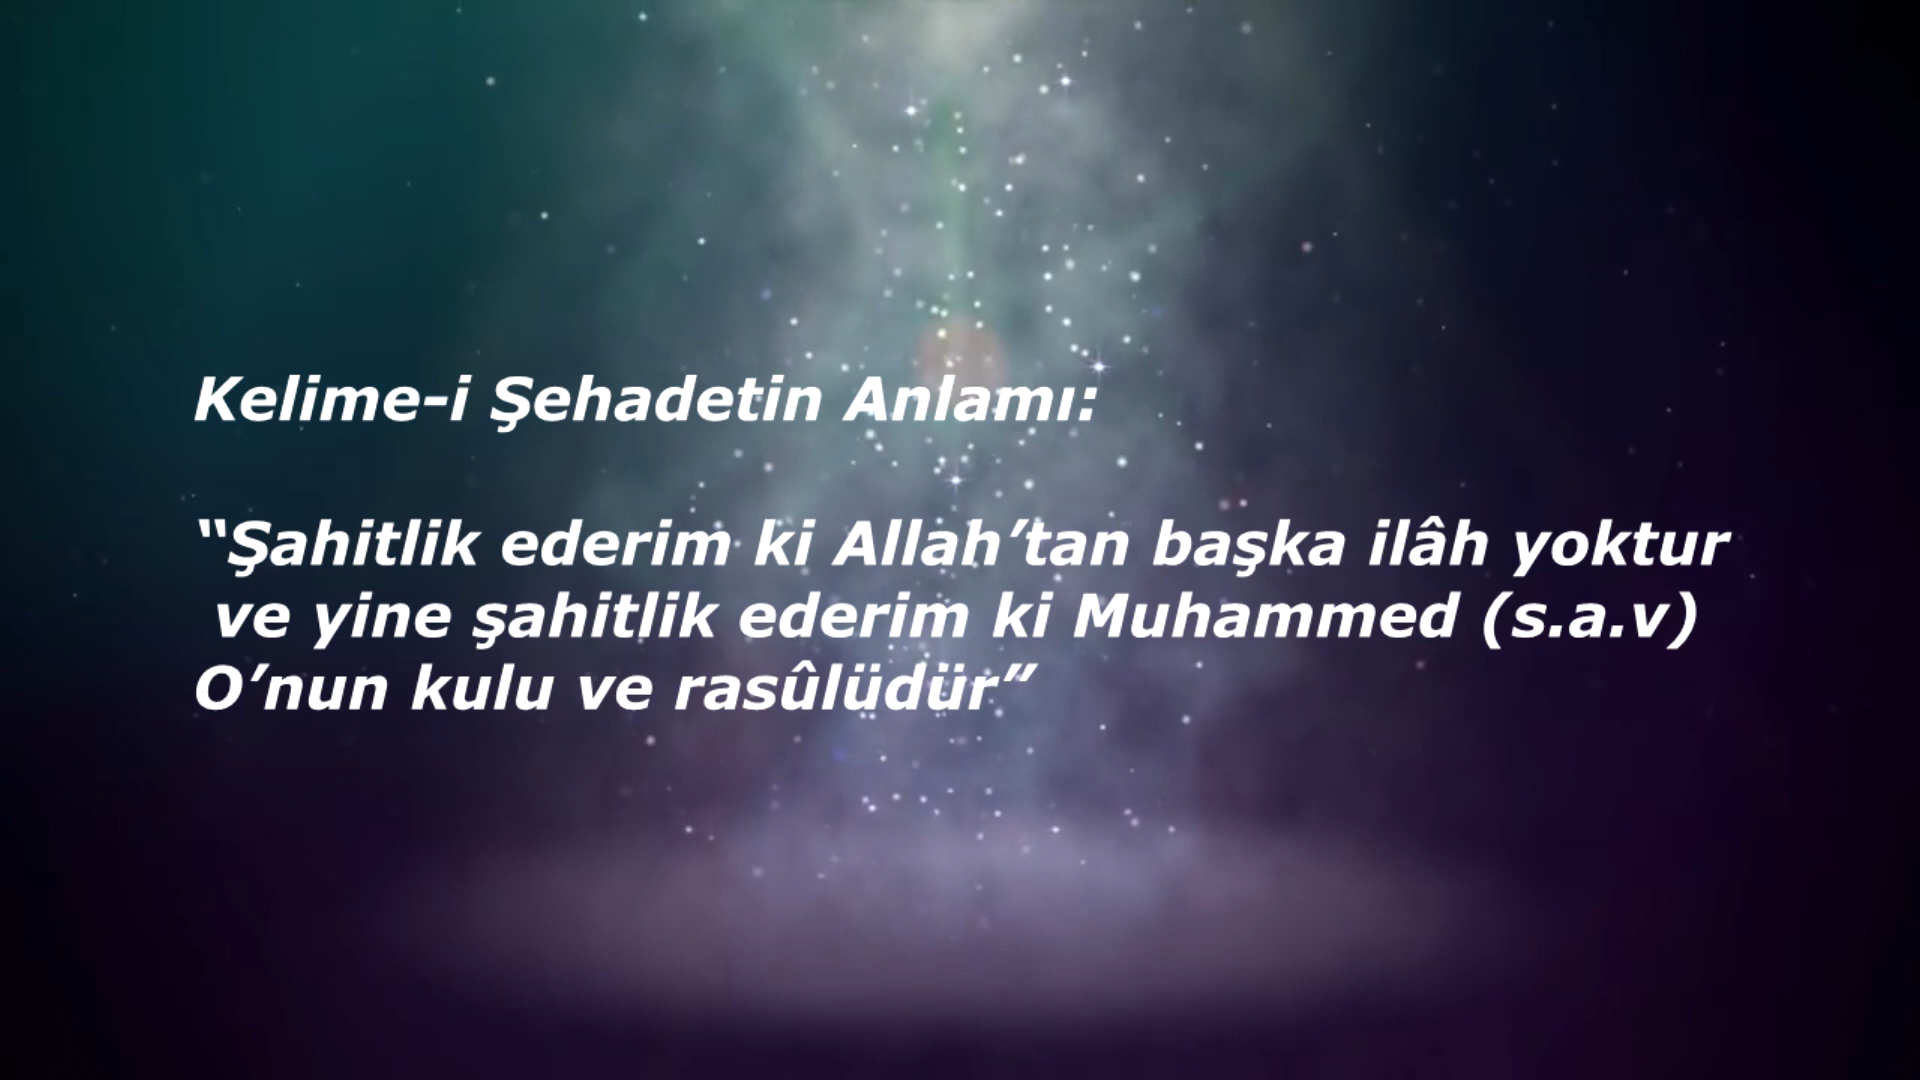 Kelime-i Şehadetin Anlamı:
“Şahitlik ederim ki Allah’tan başka ilâh yoktur
ve yine şahitlik ederim ki Muhammed (s.a.v)
O’nun kulu ve rasûlüdür”